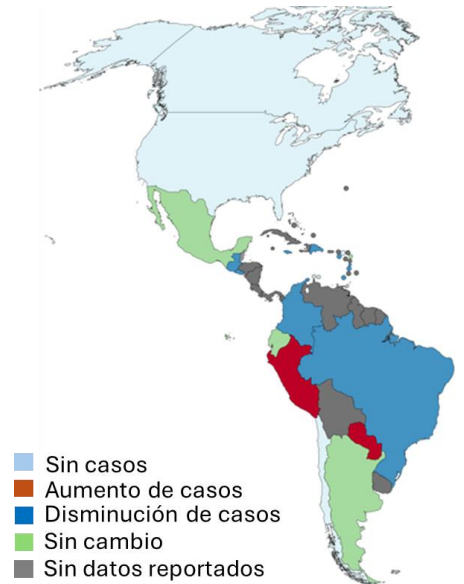 Sin casos
Aumento de casos
Disminución de casos
Sin cambio
Sin datos reportados